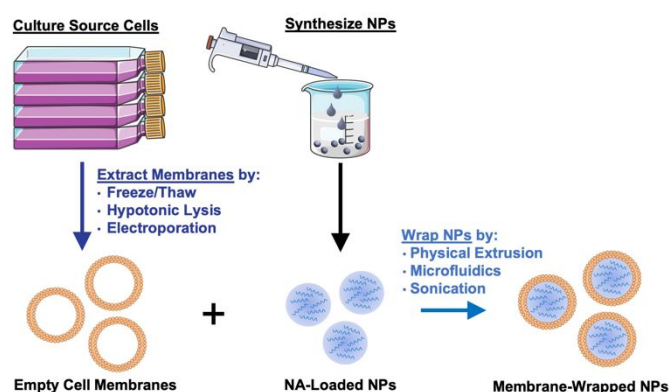 Culture Source Cells
Synthesize NPs
Extract Membranes by:
· Freeze/Thaw
· Hypotonic Lysis
· Electroporation
Wrap NPs by:
· Physical Extrusion
· Microfluidics
· Sonication
+
Empty Cell Membranes
NA-Loaded NPs
Membrane-Wrapped NPs